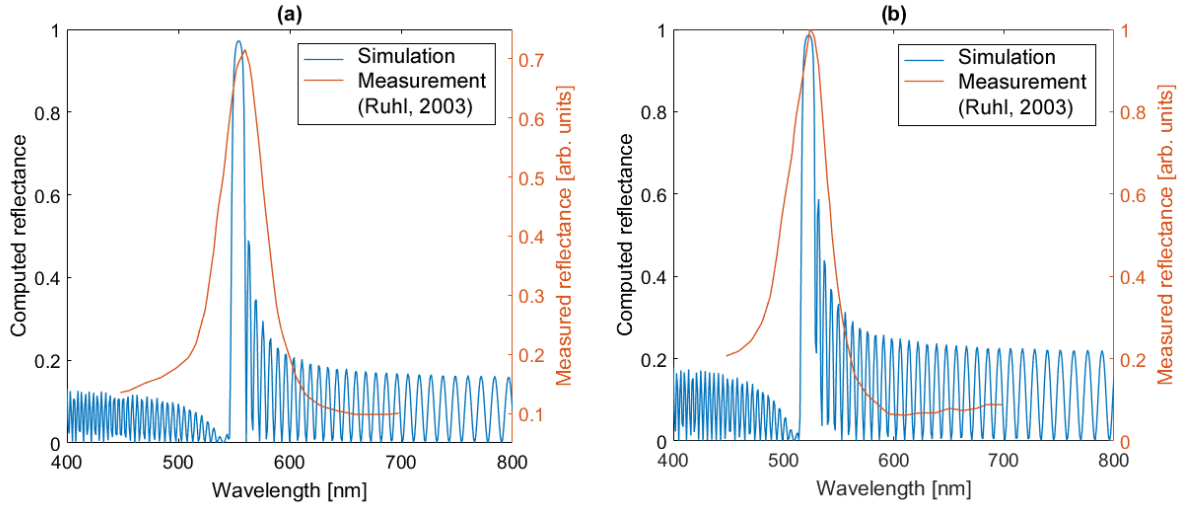 (a)
Simulation
Measurement
(Ruhl, 2003)
Computed reflectance
1
0.8
0.6
0.4
0.2
0
Measured reflectance [arb. units]
0.7
0.6
0.5
0.4
0.3
0.2
0.1
400 500 600 700 800
Wavelength [nm]
(b)
Simulation
Measurement
(Ruhl, 2003)
Computed reflectance
1
0.8
0.6
0.4
0.2
0
Measured reflectance [arb. units]
1
0.8
0.6
0.4
0.2
0
400 500 600 700 800
Wavelength [nm]